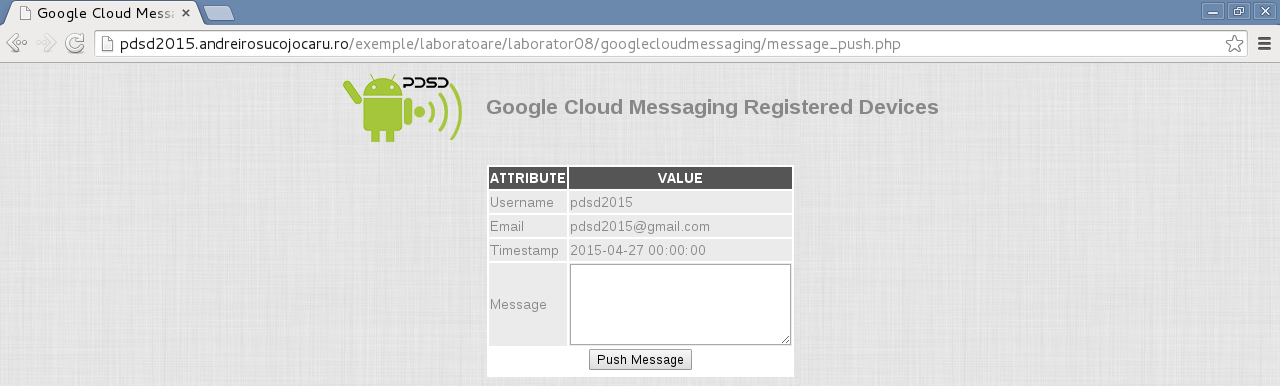 Google Cloud Messa
pdsd2015.andreirosucojocaru.ro/exemple/laboratoare/laborator08/googlecloudmessaging/message_push.php
PDSD
Google Cloud Messaging Registered Devices
ATTRIBUTE VALUE
Username pdsd2015
Email pdsd2015@gmail.com
Timestamp 2015-04-27 00:00:00
Message
Push Message